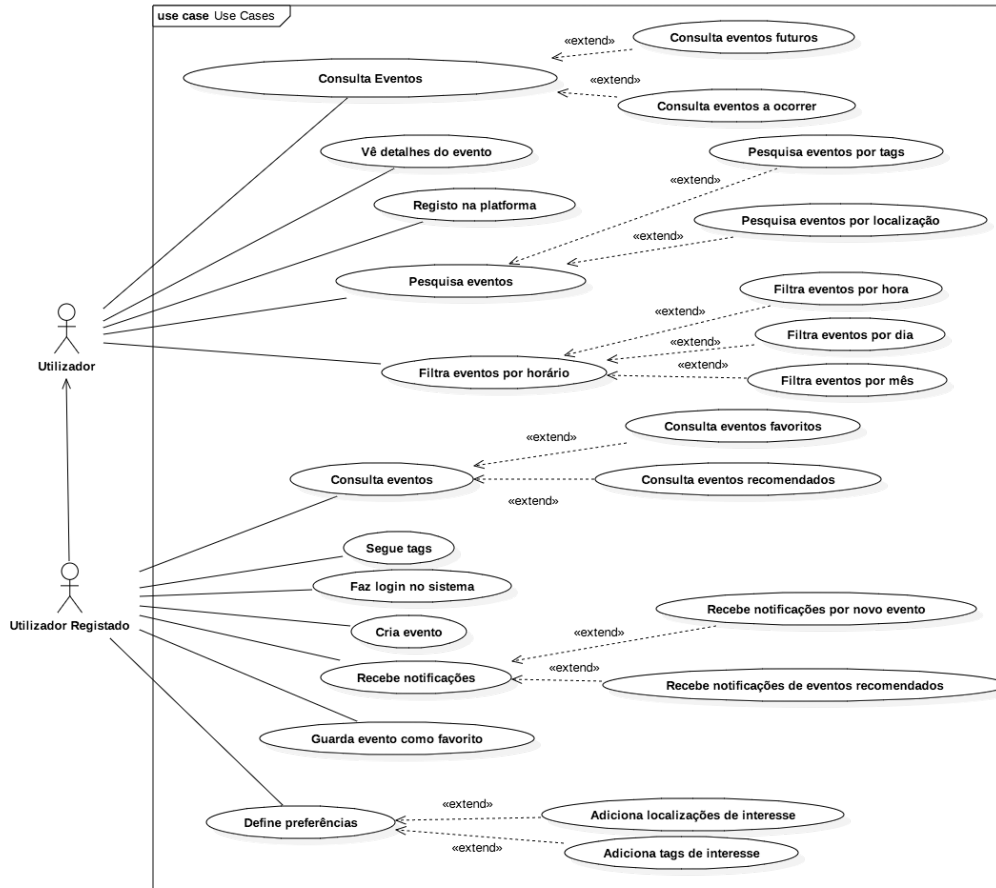 use case Use Cases
«extend»
Consulta eventos futuros
Consulta Eventos
«extend»
Consulta eventos a ocorrer
Vê detalhes do evento
Pesquisa eventos por tags
«extend»
Registo na platforma
Pesquisa eventos por localização
«extend»
Pesquisa eventos
Filtra eventos por hora
«extend»
Filtra eventos por dia
«extend»
Utilizador
Filtra eventos por horário
«extend»
Filtra eventos por mês
Consulta eventos favoritos
«extend»
Consulta eventos
Consulta eventos recomendados
«extend»
Segue tags
Faz login no sistema
Recebe notificações por novo evento
Utilizador Registado
Cria evento
«extend»
«extend»
Recebe notificações
Recebe notificações de eventos recomendados
Guarda evento como favorito
«extend»
Adiciona localizações de interesse
Define preferências
«extend»
Adiciona tags de interesse